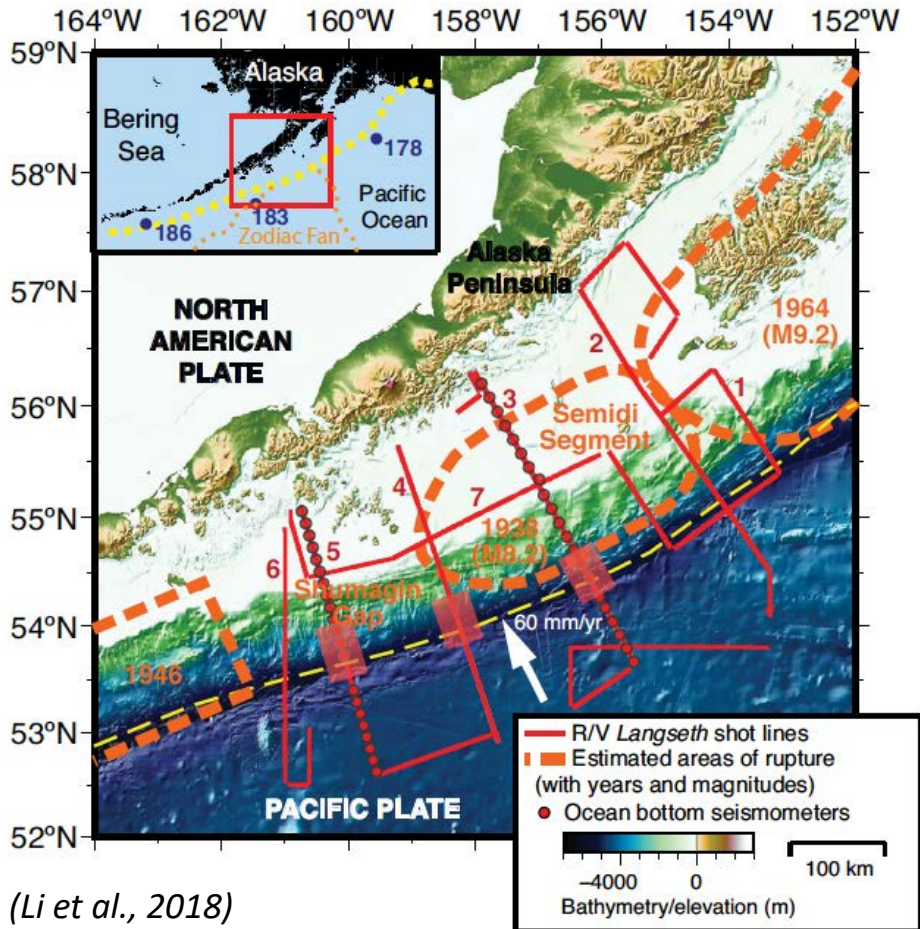 164°W 160°W 158°W 156°W 154°W 152°W
59°N
58°N
57°N
56°N
55°N
54°N
53°N
52°N
Alaska
Bering
Sea
178
Pacific
Ocean
183
186
Zodiac Fan
Alaska
Peninsula
NORTH
AMERICAN
PLATE
1964
(M9.2)
2
1
3
Semidi
Segment
4
7
1938
(M8.2)
5
6
Shumagin
Gap
60 mm/yr
1946
PACIFIC PLATE
R/V Langseth shot lines
Estimated areas of rupture
(with years and magnitudes)
Ocean bottom seismometers
−4000 0
Bathymetry/elevation (m)
100 km
(Li et al., 2018)